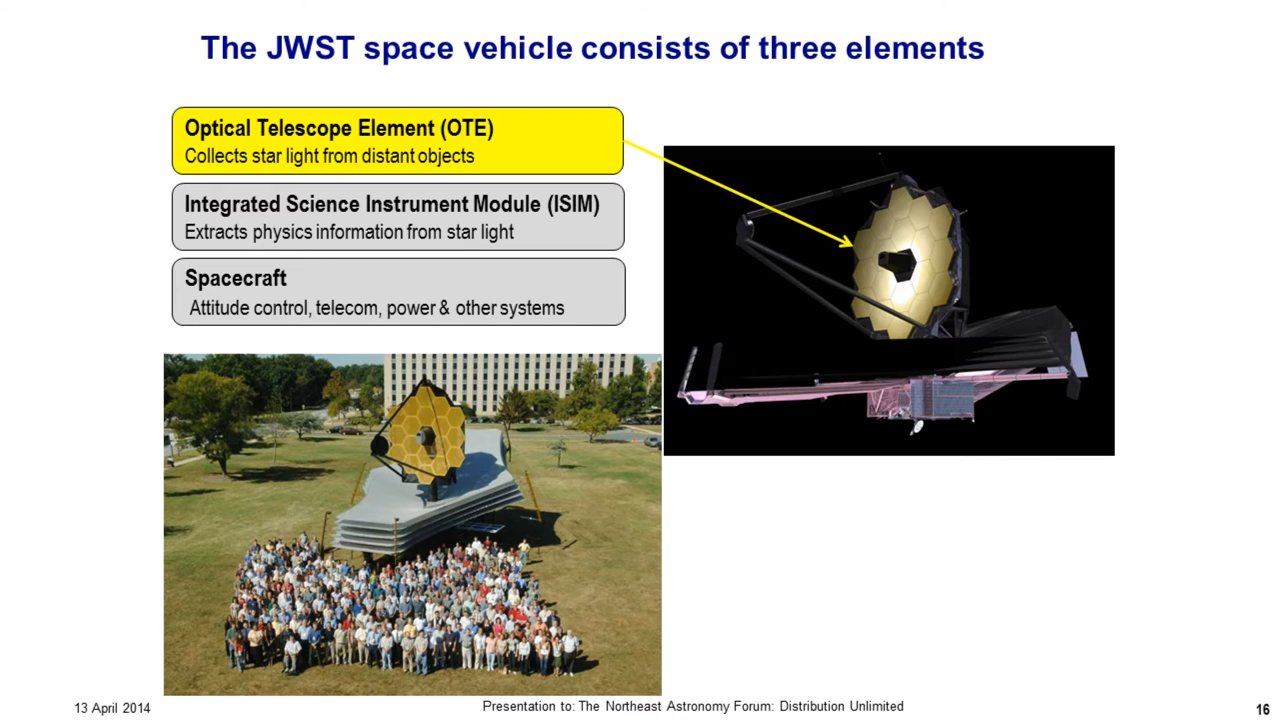 The JWST space vehicle consists of three elements
Optical Telescope Element (OTE)
Collects star light from distant objects
Integrated Science Instrument Module (ISIM)
Extracts physics information from star light
Spacecraft
Attitude control, telecom, power & other systems
13 April 2014
Presentation to: The Northeast Astronomy Forum: Distribution Unlimited
16